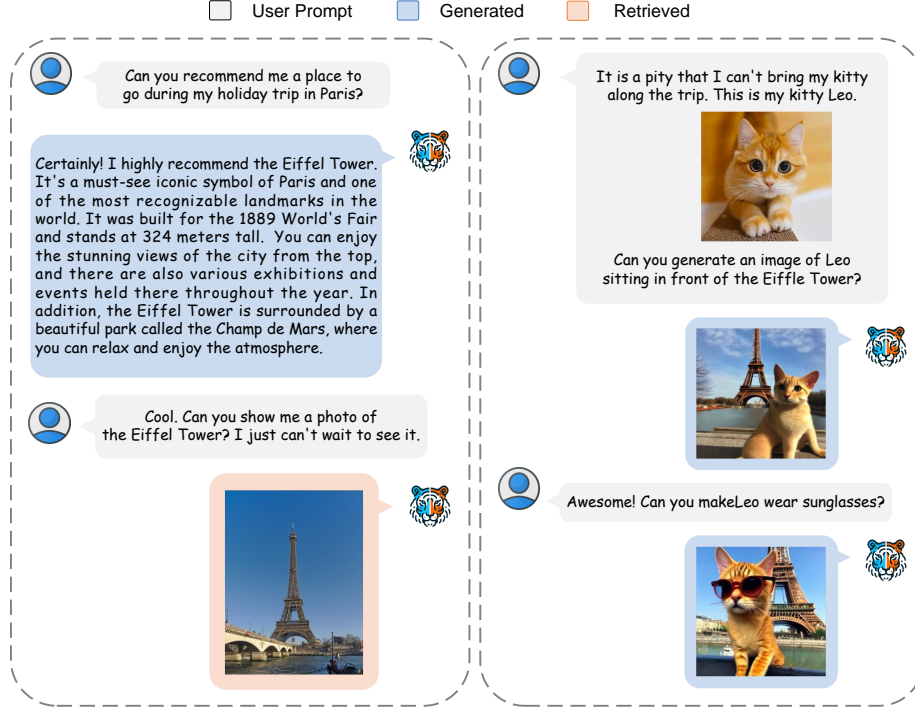 User Prompt
Generated
Retrieved
Can you recommend me a place to
go during my holiday trip in Paris?
Certainly! I highly recommend the Eiffel Tower.
It's a must-see iconic symbol of Paris and one
of the most recognizable landmarks in the
world. It was built for the 1889 World's Fair
and stands at 324 meters tall. You can enjoy
the stunning views of the city from the top,
and there are also various exhibitions and
events held there throughout the year. In
addition, the Eiffel Tower is surrounded by a
beautiful park called the Champ de Mars, where
you can relax and enjoy the atmosphere.
Cool. Can you show me a photo of
the Eiffel Tower? I just can't wait to see it.
It is a pity that I can't bring my kitty
along the trip. This is my kitty Leo.
Can you generate an image of Leo
sitting in front of the Eiffle Tower?
Awesome! Can you makeLeo wear sunglasses?